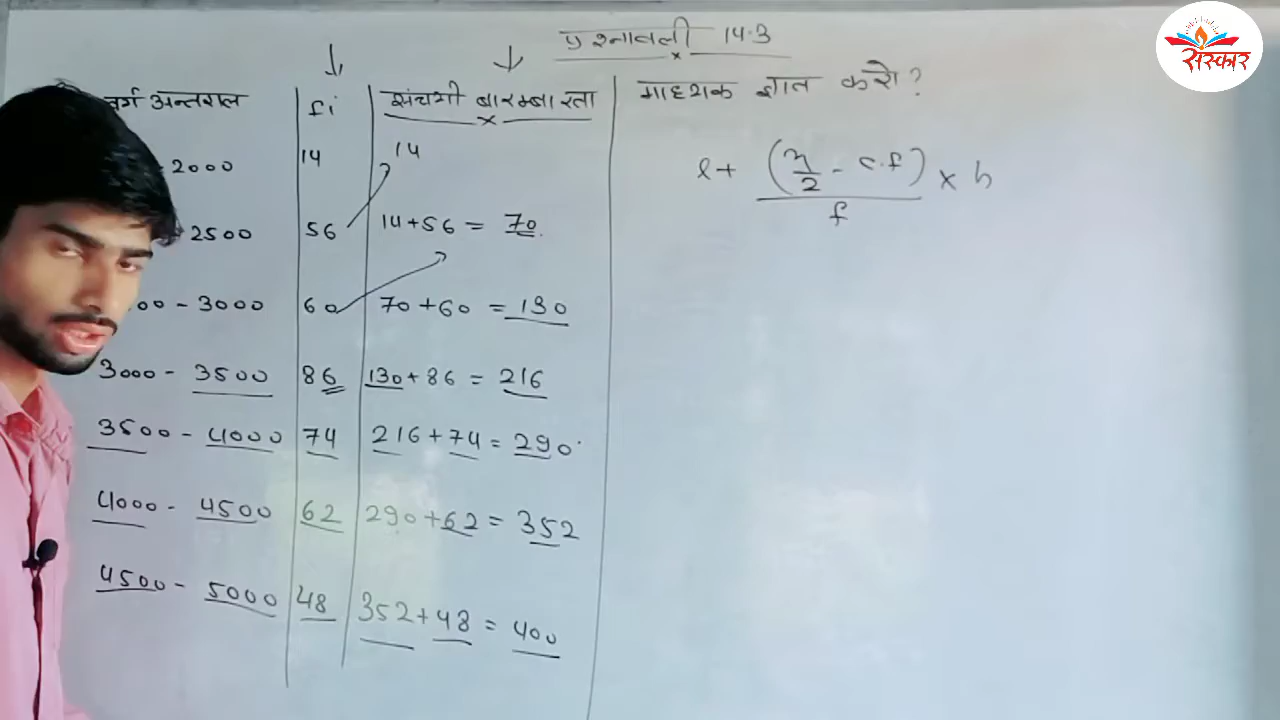 प्रश्नावली 14.3
संस्कार
वर्ग अन्तराल fi संचयी बारम्बारता
2000 14 14
2500 56 14+56 = 70
00 - 3000 60 70+60 = 130
3000 - 3500 86 130+86 = 216
3500 - 4000 74 216+74 = 290
4000 - 4500 62 290+62 = 352
4500 - 5000 48 352+48 = 400
माध्यक ज्ञात करो?
l + (n/2 - c.f) / f × h